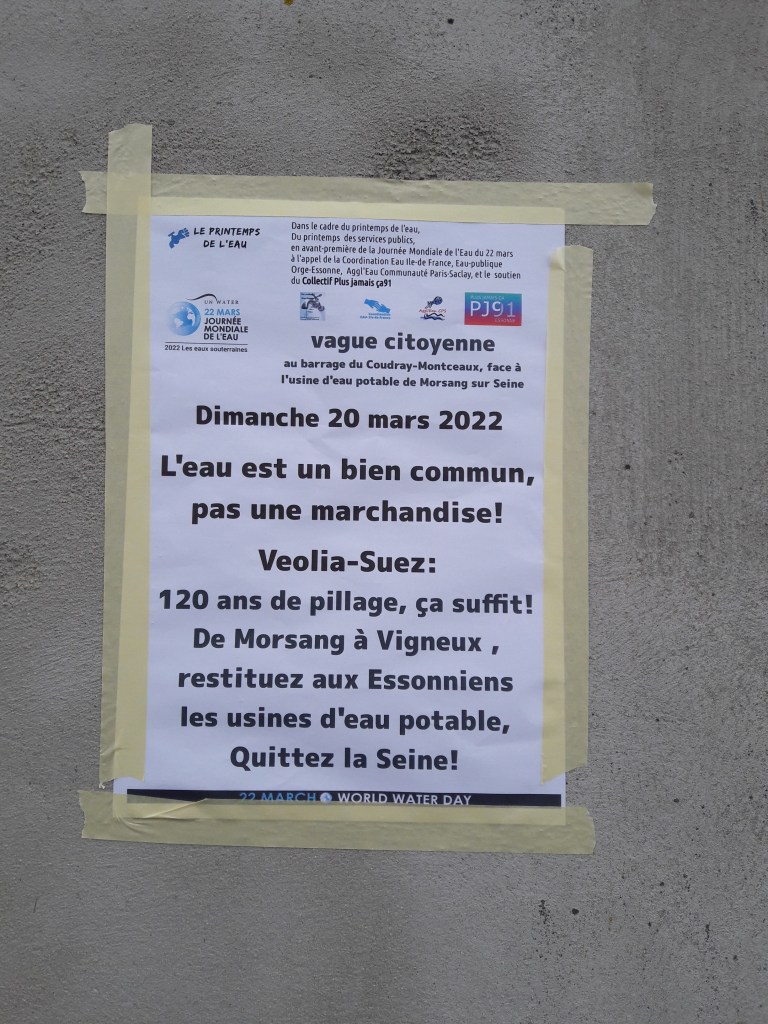 LE PRINTEMPS
DE L'EAU
Dans le cadre du printemps de l'eau,
Du printemps des services publics,
en avant-première de la Journée Mondiale de l'Eau du 22 mars
à l'appel de la Coordination Eau Ile-de France, Eau-publique
Orge-Essonne, Aggl'Eau Communauté Paris-Saclay, et le soutien
du Collectif Plus jamais ça91
UN WATER
22 MARS
JOURNÉE
MONDIALE
DE L'EAU
2022 Les eaux souterraines
PJ91
vague citoyenne
au barrage du Coudray-Montceaux, face à
l'usine d'eau potable de Morsang sur Seine
Dimanche 20 mars 2022
L'eau est un bien commun,
pas une marchandise!
Veolia-Suez:
120 ans de pillage, ça suffit!
De Morsang à Vigneux ,
restituez aux Essonniens
les usines d'eau potable,
Quittez la Seine!
22 MARCH WORLD WATER DAY